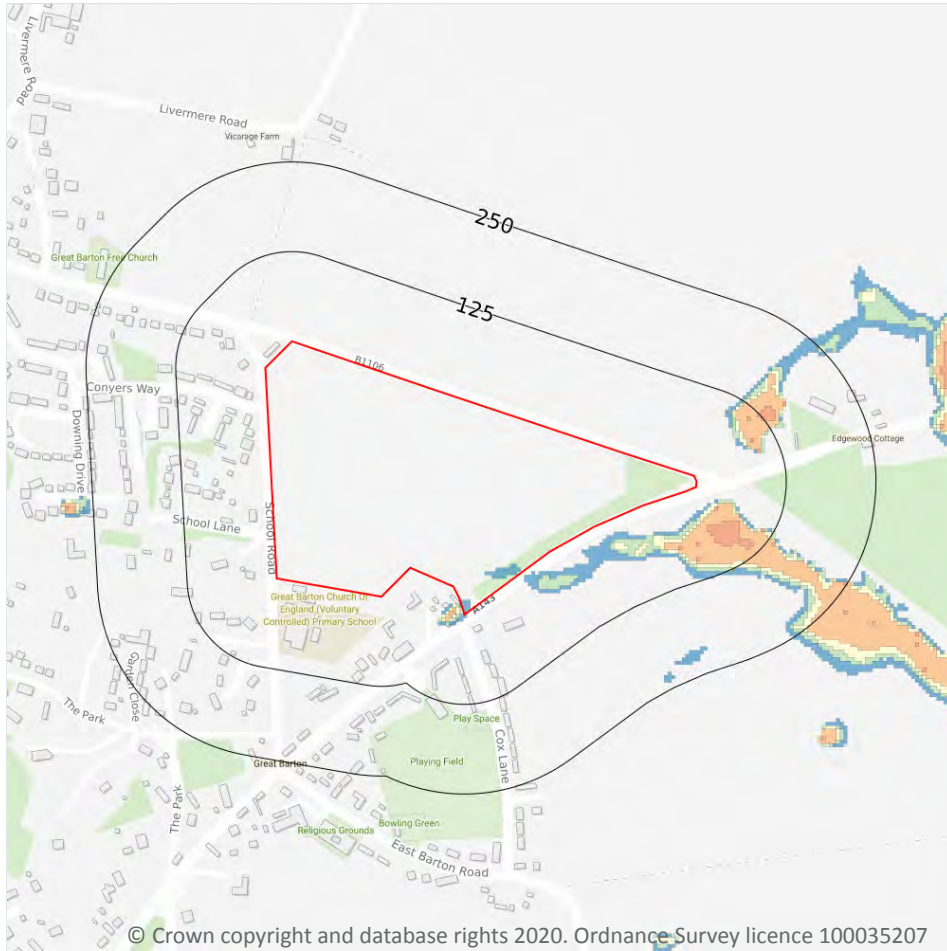 Livermere Road
Livermere Road
Vicarage Farm
250
Great Barton Free Church
125
B1106
Conyers Way
Downing Drive
Edgewood Cottage
School Road
School Lane
Great Barton Church Of
England (Voluntary
Controlled) Primary School
A143
Garden Close
The Park
Play Space
Cox Lane
Great Barton
Playing Field
The Park
Bowling Green
Religious Grounds
East Barton Road
© Crown copyright and database rights 2020. Ordnance Survey licence 100035207